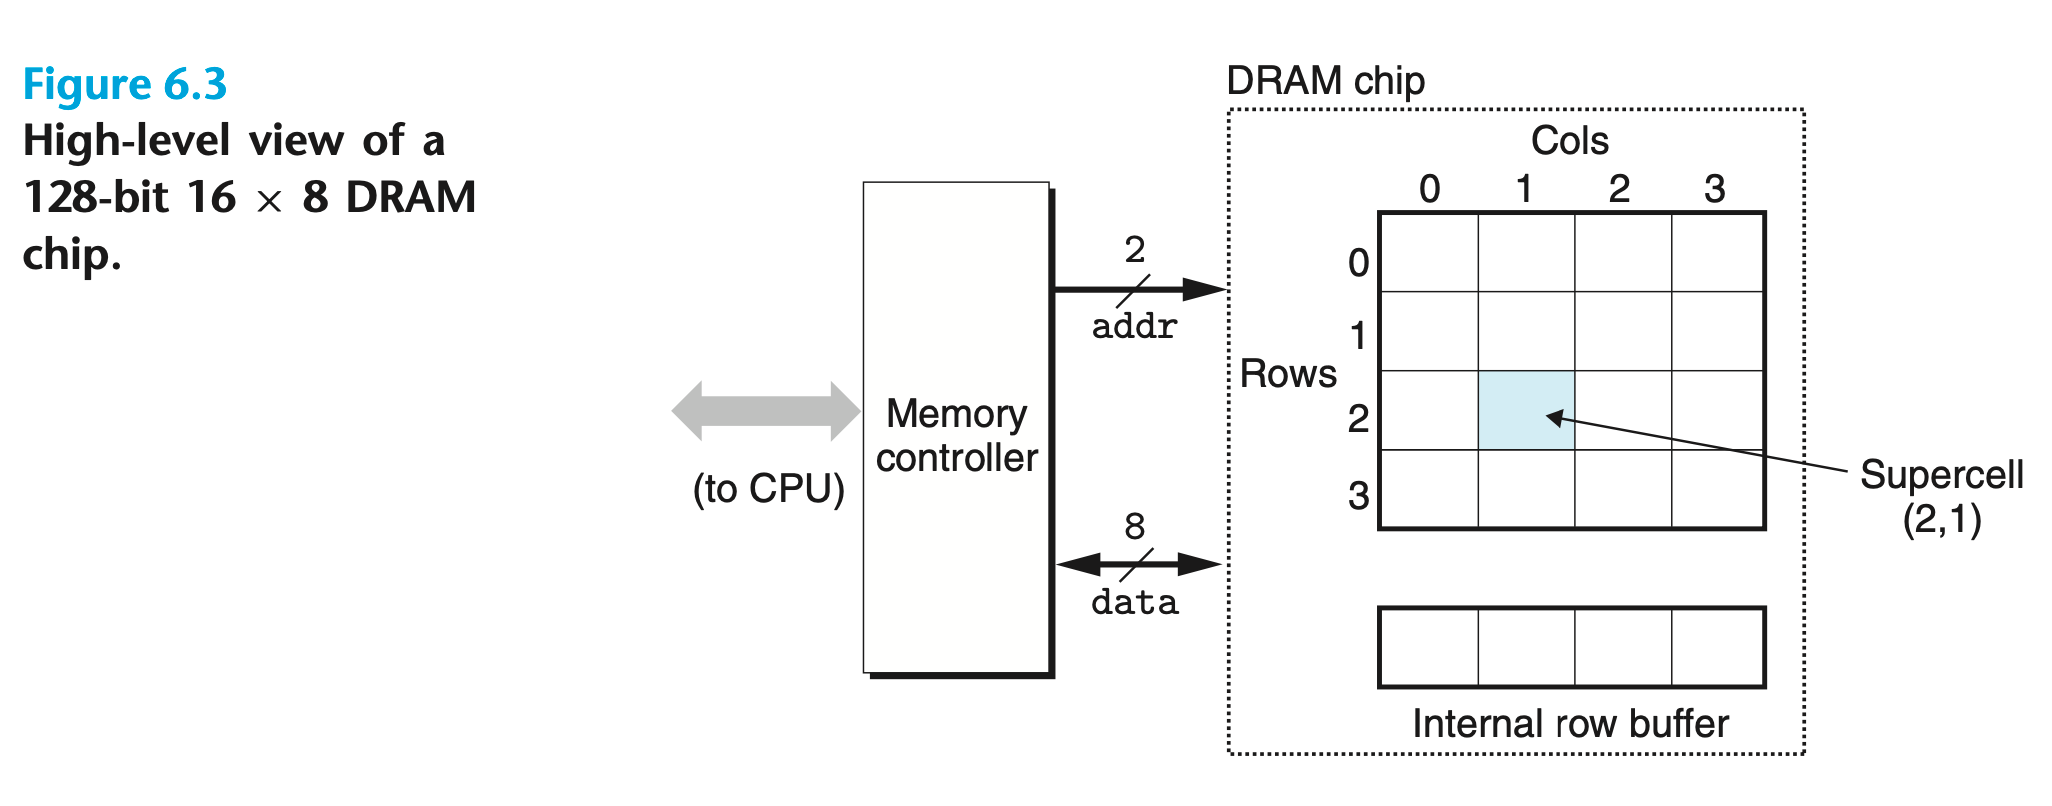 Figure 6.3
High-level view of a
128-bit 16 × 8 DRAM
chip.
DRAM chip
Cols
0 1 2 3
0
1
Rows
2
3
2
addr
(to CPU)
Memory
controller
8
data
Supercell
(2,1)
Internal row buffer